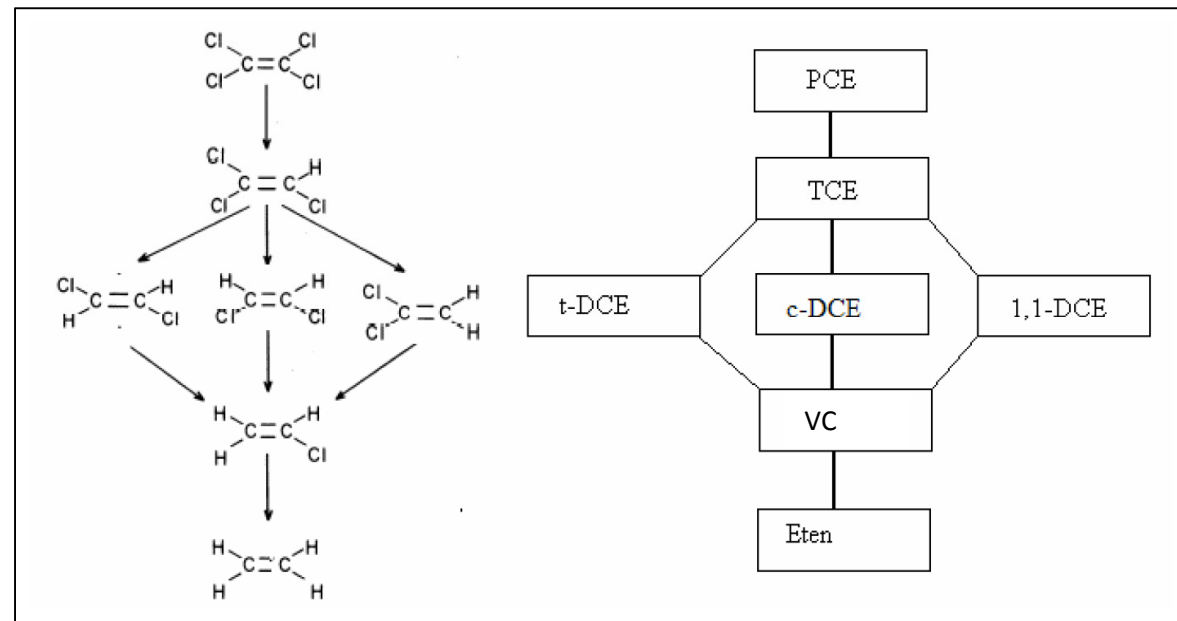 Cl Cl
C=C
Cl Cl
Cl H
C=C
Cl Cl
Cl H
C=C
H Cl
H H
C=C
Cl Cl
Cl H
C=C
Cl H
H H
C=C
H Cl
H H
C=C
H H
PCE
TCE
t-DCE
c-DCE
1,1-DCE
VC
Eten